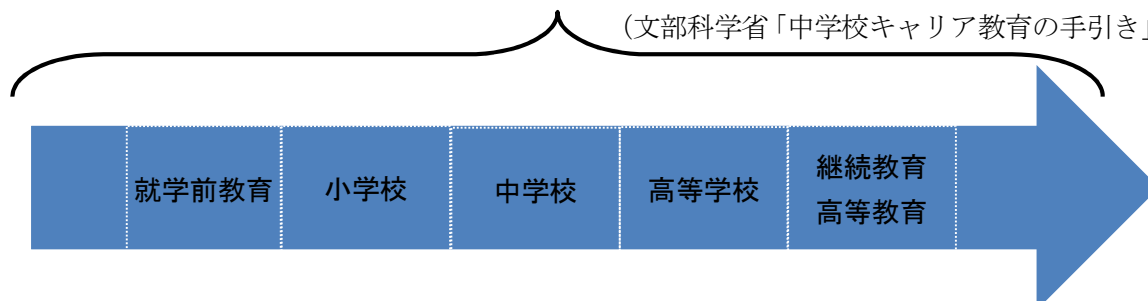 (文部科学省「中学校キャリア教育の手引き」
就学前教育
小学校
中学校
高等学校
継続教育
高等教育